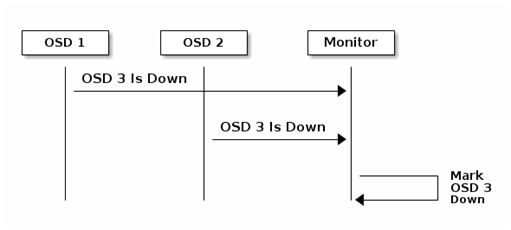 OSD 1
OSD 2
Monitor
OSD 3 Is Down
OSD 3 Is Down
Mark
OSD 3
Down